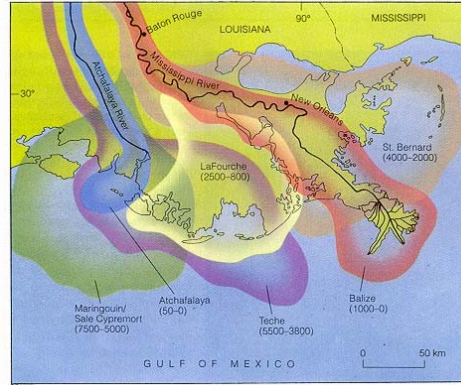 90°
LOUISIANA
MISSISSIPPI
Baton Rouge
Mississippi River
Atchafalaya River
30°
New Orleans
St. Bernard
(4000–2000)
LaFourche
(2500–800)
Maringouin/
Sale Cypremort
(7500–5000)
Atchafalaya
(50–0)
Teche
(5500–3800)
Balize
(1000–0)
GULF OF MEXICO
0 50 km